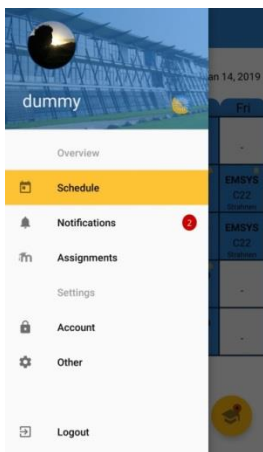 an 14, 2019
dummy
Fri
Overview
-
Schedule
EMSYS
C22
Notifications
2
EMSYS
C22
Assignments
Settings
-
Account
Other
-
Logout